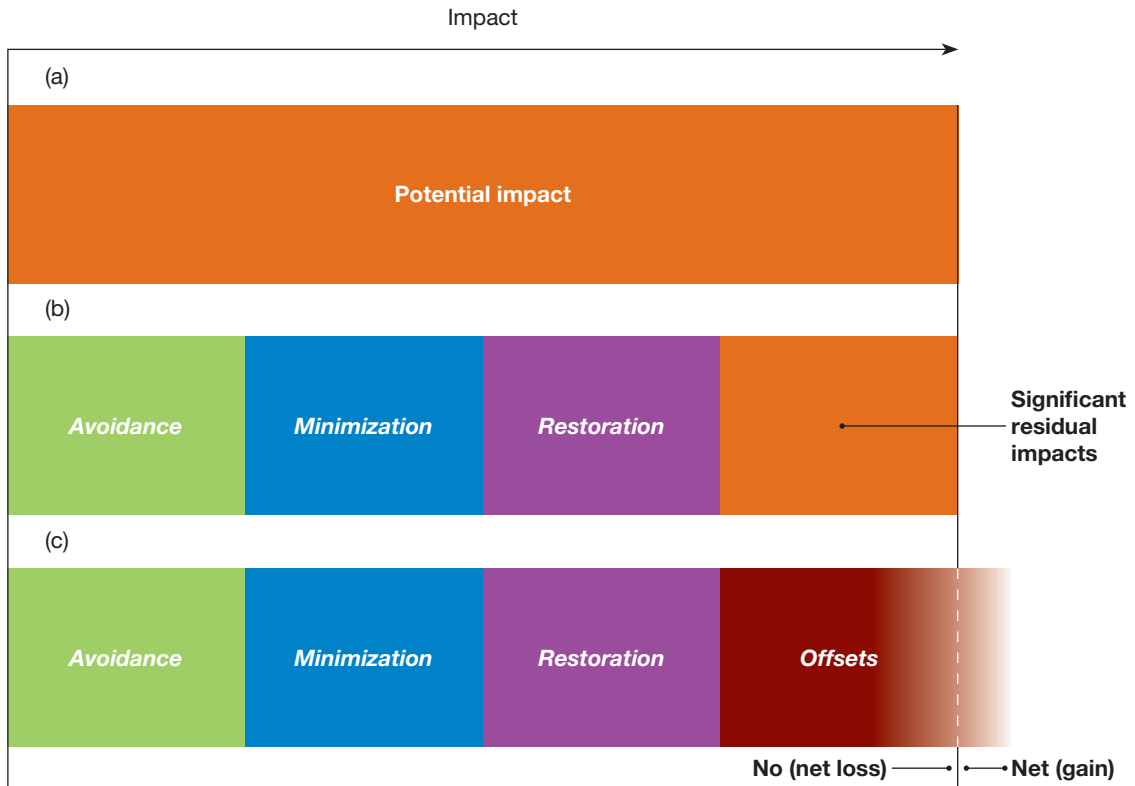 Impact
(a)
Potential impact
(b)
Avoidance
Minimization
Restoration
Significant
residual
impacts
(c)
Avoidance
Minimization
Restoration
Offsets
No (net loss)
Net (gain)